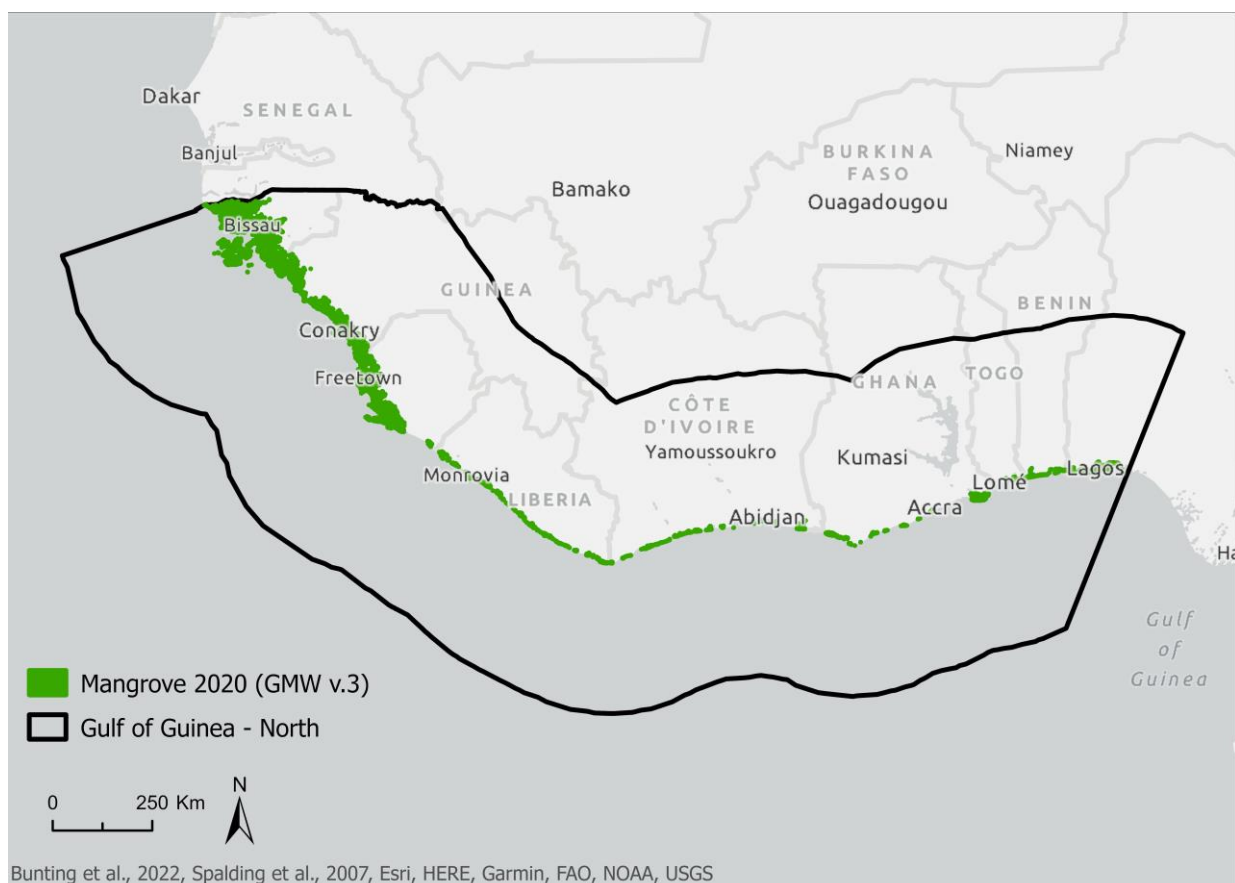 Dakar
SENEGAL
Banjul
BURKINA
FASO
Niamey
Bamako
Ouagadougou
Bissau
GUINEA
BENIN
Conakry
Freetown
GHANA
TOGO
CÔTE
D'IVOIRE
Yamoussoukro
Kumasi
Monrovia
LIBERIA
Abidjan
Accra
Lomé
Lagos
Ha
Gulf
of
Guinea
Mangrove 2020 (GMW v.3)
Gulf of Guinea - North
N
0 250 Km
Bunting et al., 2022, Spalding et al., 2007, Esri, HERE, Garmin, FAO, NOAA, USGS